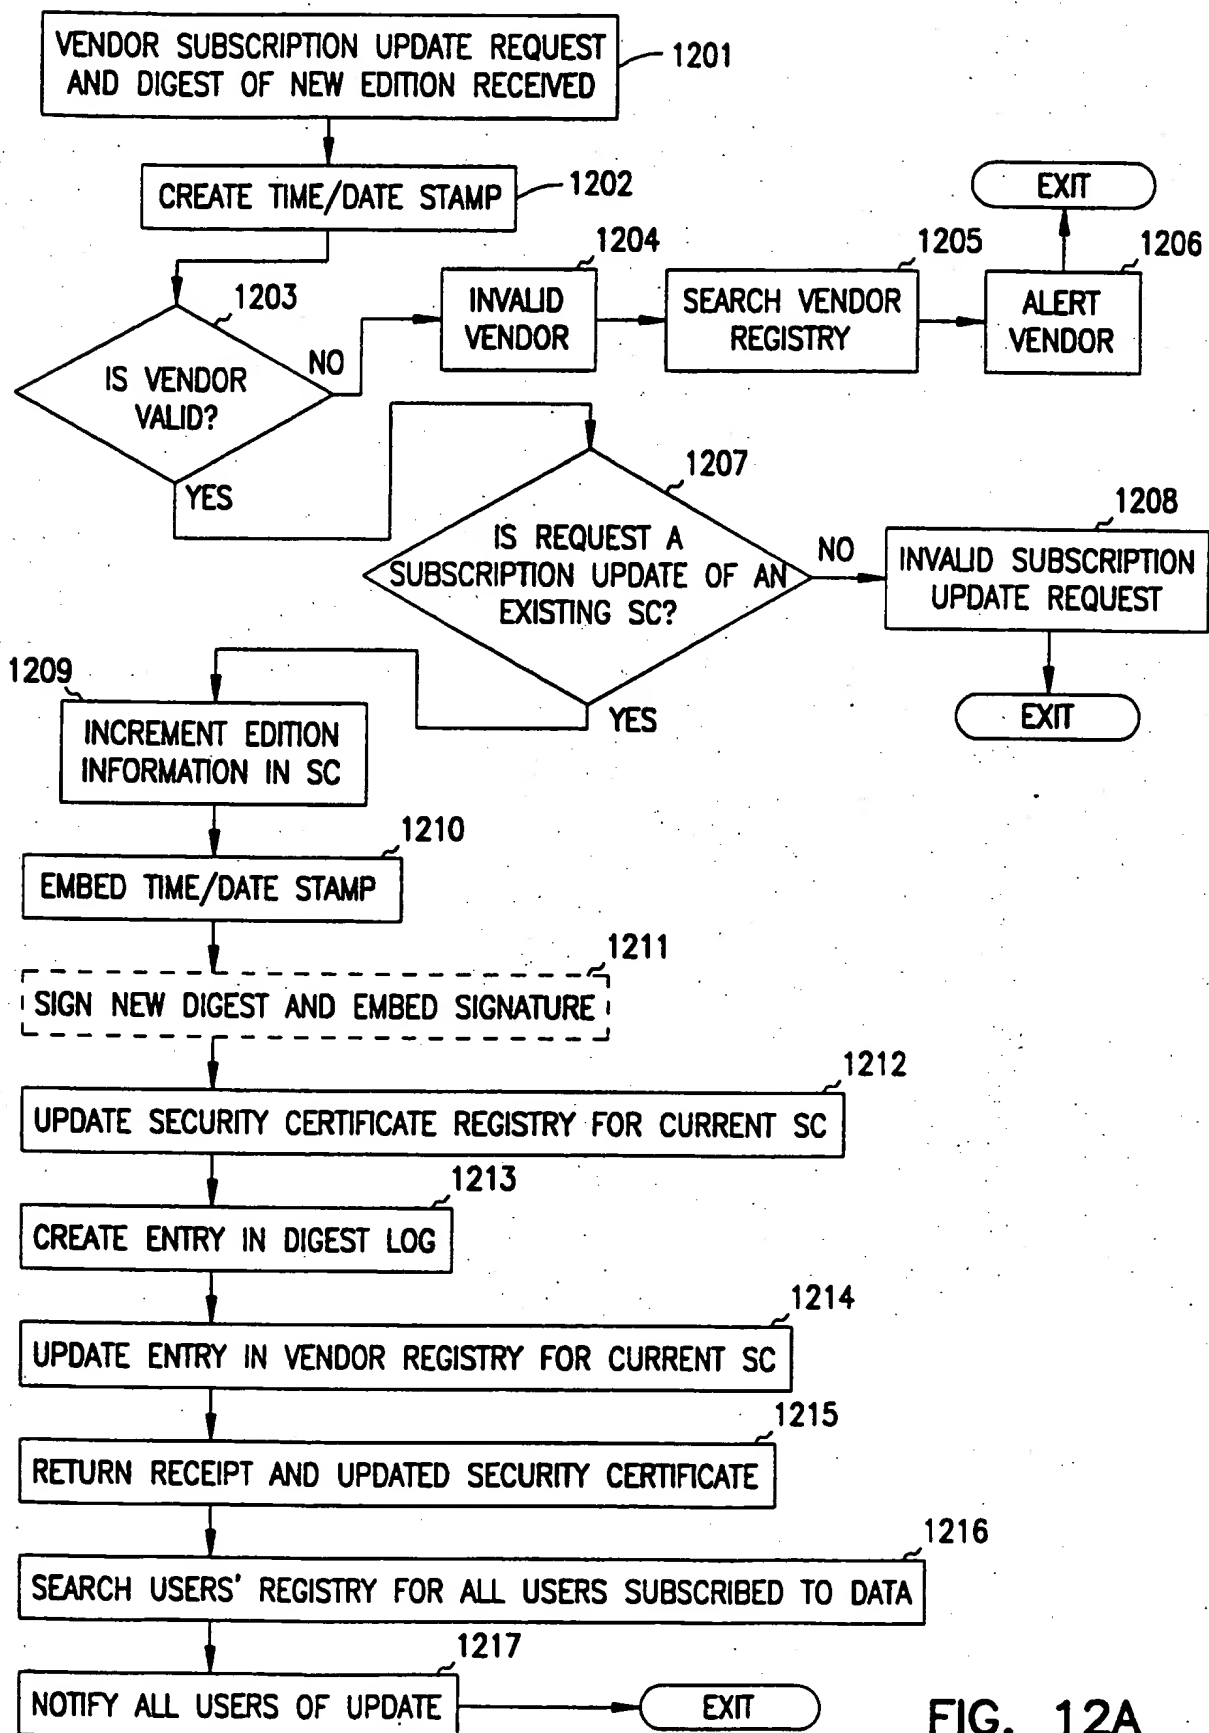 VENDOR SUBSCRIPTION UPDATE REQUEST
AND DIGEST OF NEW EDITION RECEIVED
1201
CREATE TIME/DATE STAMP
1202
EXIT
1203
IS VENDOR
VALID?
NO
YES
1204
INVALID
VENDOR
1205
SEARCH VENDOR
REGISTRY
1206
ALERT
VENDOR
1207
IS REQUEST A
SUBSCRIPTION UPDATE OF AN
EXISTING SC?
NO
YES
1208
INVALID SUBSCRIPTION
UPDATE REQUEST
EXIT
1209
INCREMENT EDITION
INFORMATION IN SC
1210
EMBED TIME/DATE STAMP
1211
SIGN NEW DIGEST AND EMBED SIGNATURE
1212
UPDATE SECURITY CERTIFICATE REGISTRY FOR CURRENT SC
1213
CREATE ENTRY IN DIGEST LOG
1214
UPDATE ENTRY IN VENDOR REGISTRY FOR CURRENT SC
1215
RETURN RECEIPT AND UPDATED SECURITY CERTIFICATE
1216
SEARCH USERS' REGISTRY FOR ALL USERS SUBSCRIBED TO DATA
1217
NOTIFY ALL USERS OF UPDATE
EXIT
FIG. 12A